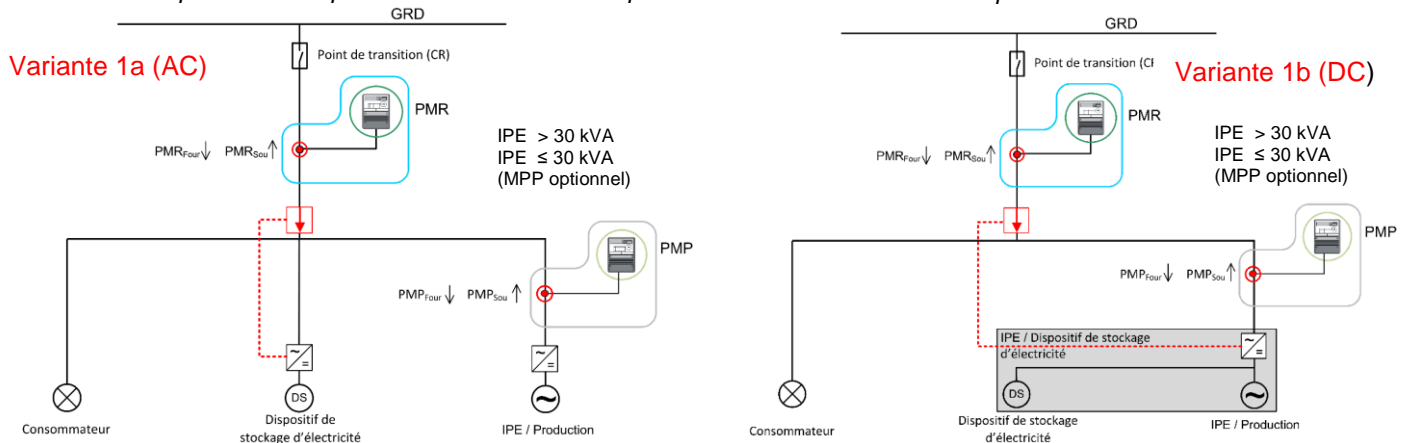 GRD
Point de transition (CR)
Variante 1a (AC)
PMR
IPE > 30 kVA
IPE ≤ 30 kVA
(MPP optionnel)
PMRFour↓ PMRSou↑
PMP
PMPFour↓ PMPSou↑
DS
Consommateur
Dispositif de
stockage d'électricité
IPE / Production
GRD
Point de transition (CF
Variante 1b (DC)
PMR
IPE > 30 kVA
IPE ≤ 30 kVA
(MPP optionnel)
PMRFour↓ PMRSou↑
PMP
PMPFour↓ PMPSou↑
IPE / Dispositif de stockage
d'électricité
DS
Consommateur
Dispositif de stockage
d'électricité
IPE / Production